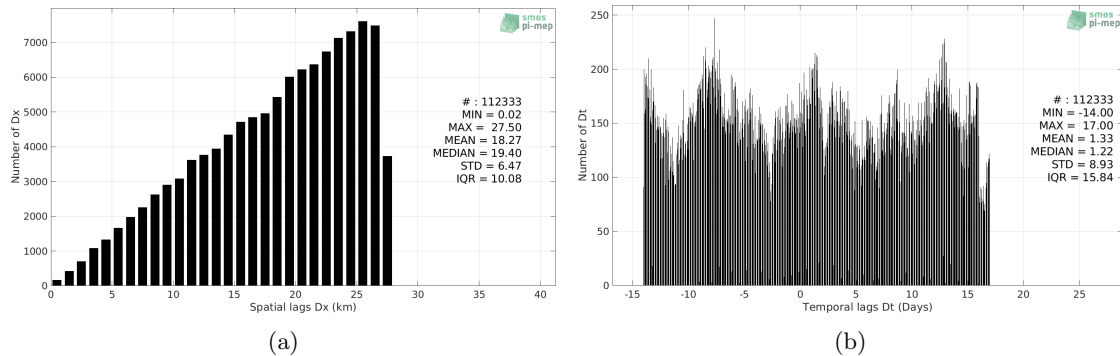 smos
pi-mep
7000
6000
5000
4000
3000
2000
1000
0
Number of Dx
# : 112333
MIN = 0.02
MAX = 27.50
MEAN = 18.27
MEDIAN = 19.40
STD = 6.47
IQR = 10.08
0 5 10 15 20 25 30 35 40
Spatial lags Dx (km)
(a)
smos
pi-mep
250
200
150
100
50
0
Number of Dt
# : 112333
MIN = -14.00
MAX = 17.00
MEAN = 1.33
MEDIAN = 1.22
STD = 8.93
IQR = 15.84
-15 -10 -5 0 5 10 15 20 25
Temporal lags Dt (Days)
(b)